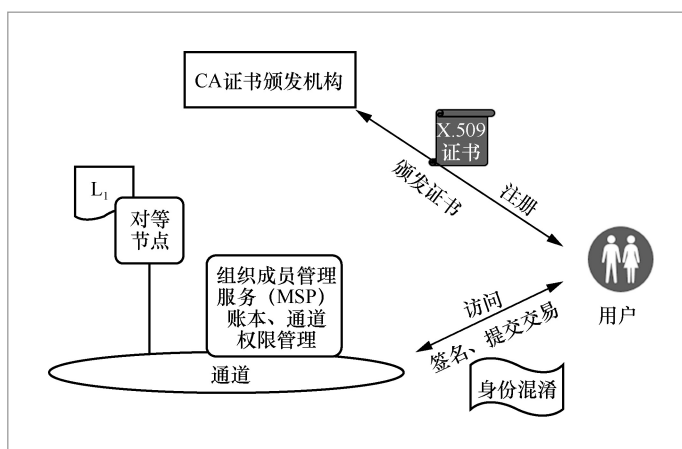 CA证书颁发机构
X.509
证书
颁发证书
注册
L₁
对等
节点
组织成员管理
服务（MSP）
账本、通道
权限管理
访问
签名、提交交易
用户
通道
身份混淆